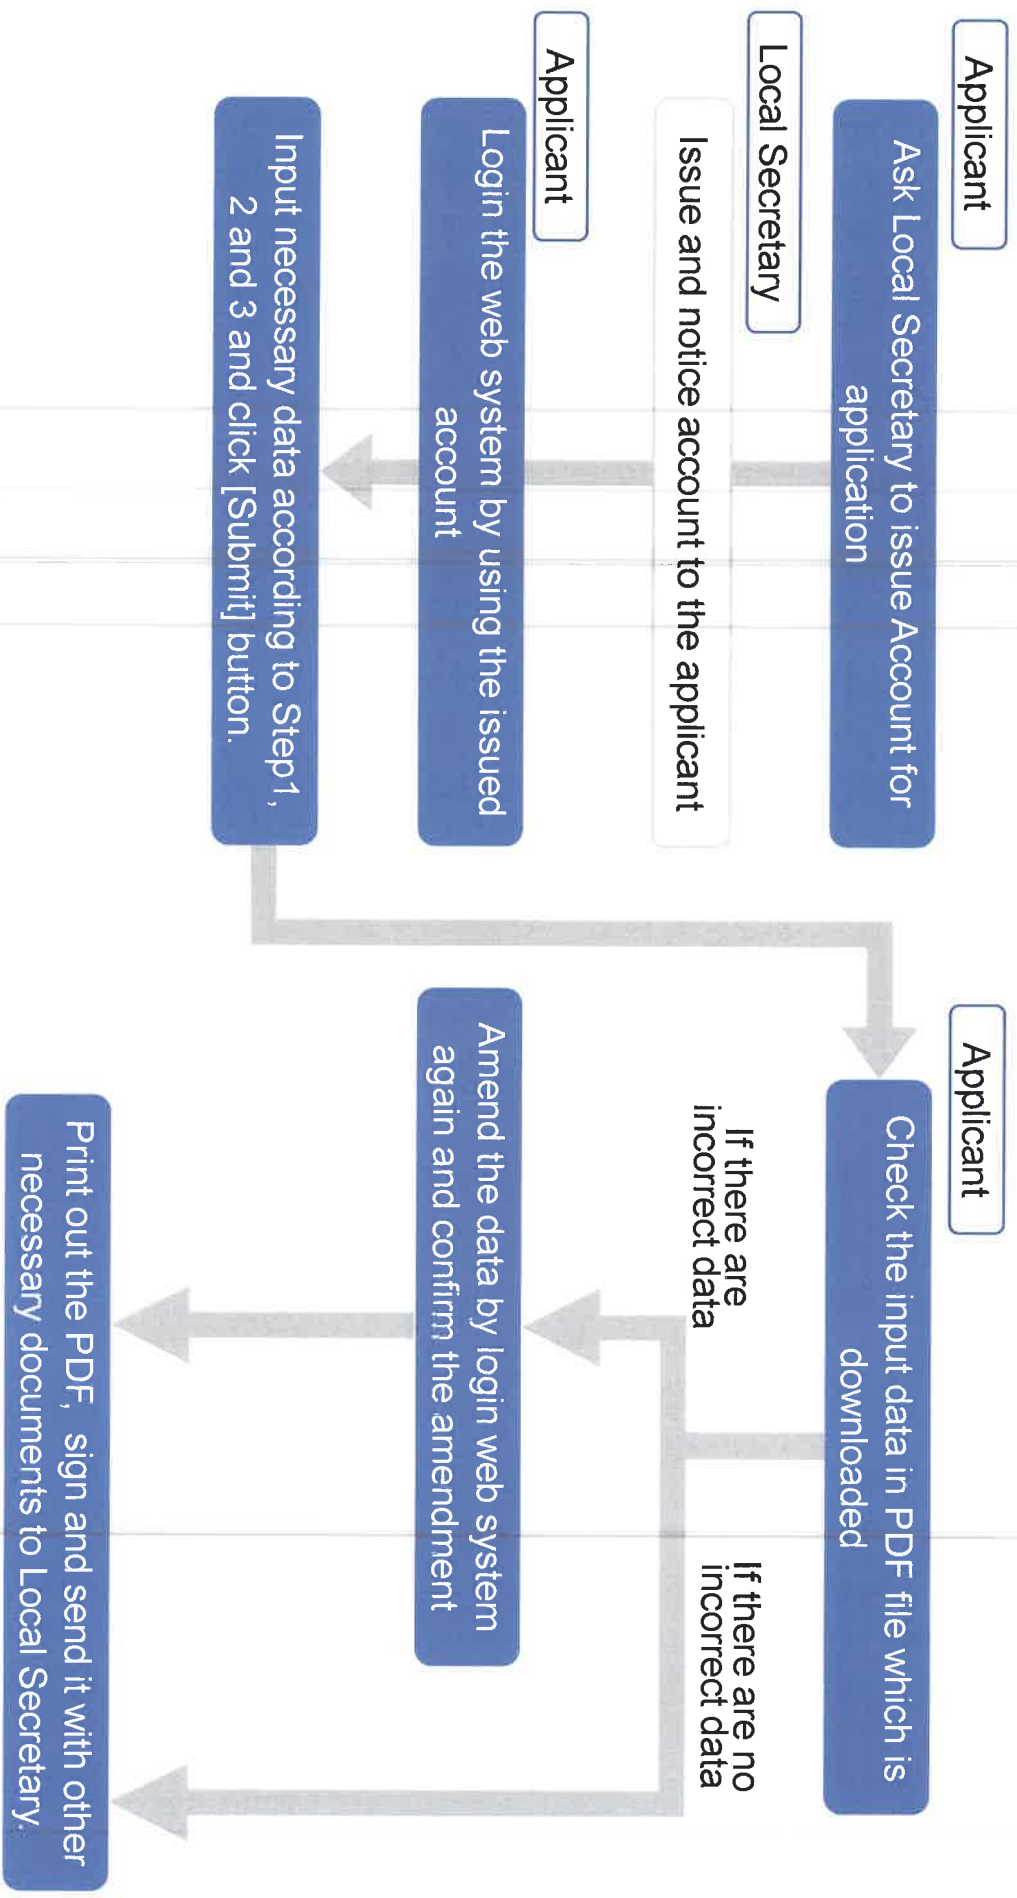 Applicant
Ask Local Secretary to issue Account for
application
Local Secretary
Issue and notice account to the applicant
Applicant
Login the web system by using the issued
account
Input necessary data according to Step1,
2 and 3 and click [Submit] button.
Applicant
Check the input data in PDF file which is
downloaded
If there are
incorrect data
If there are no
incorrect data
Amend the data by login web system
again and confirm the amendment
Print out the PDF, sign and send it with other
necessary documents to Local Secretary.